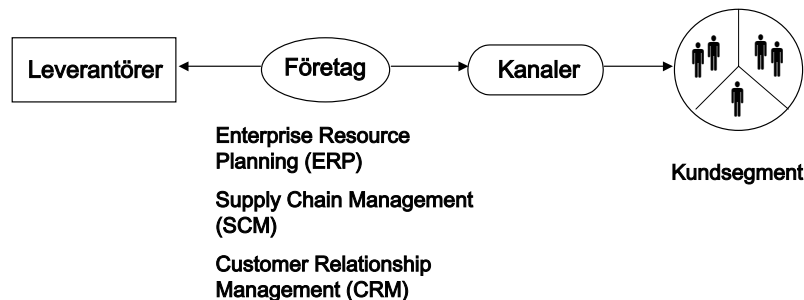 Leverantörer
Företag
Kanaler
Enterprise Resource
Planning (ERP)
Supply Chain Management
(SCM)
Customer Relationship
Management (CRM)
Kundsegment